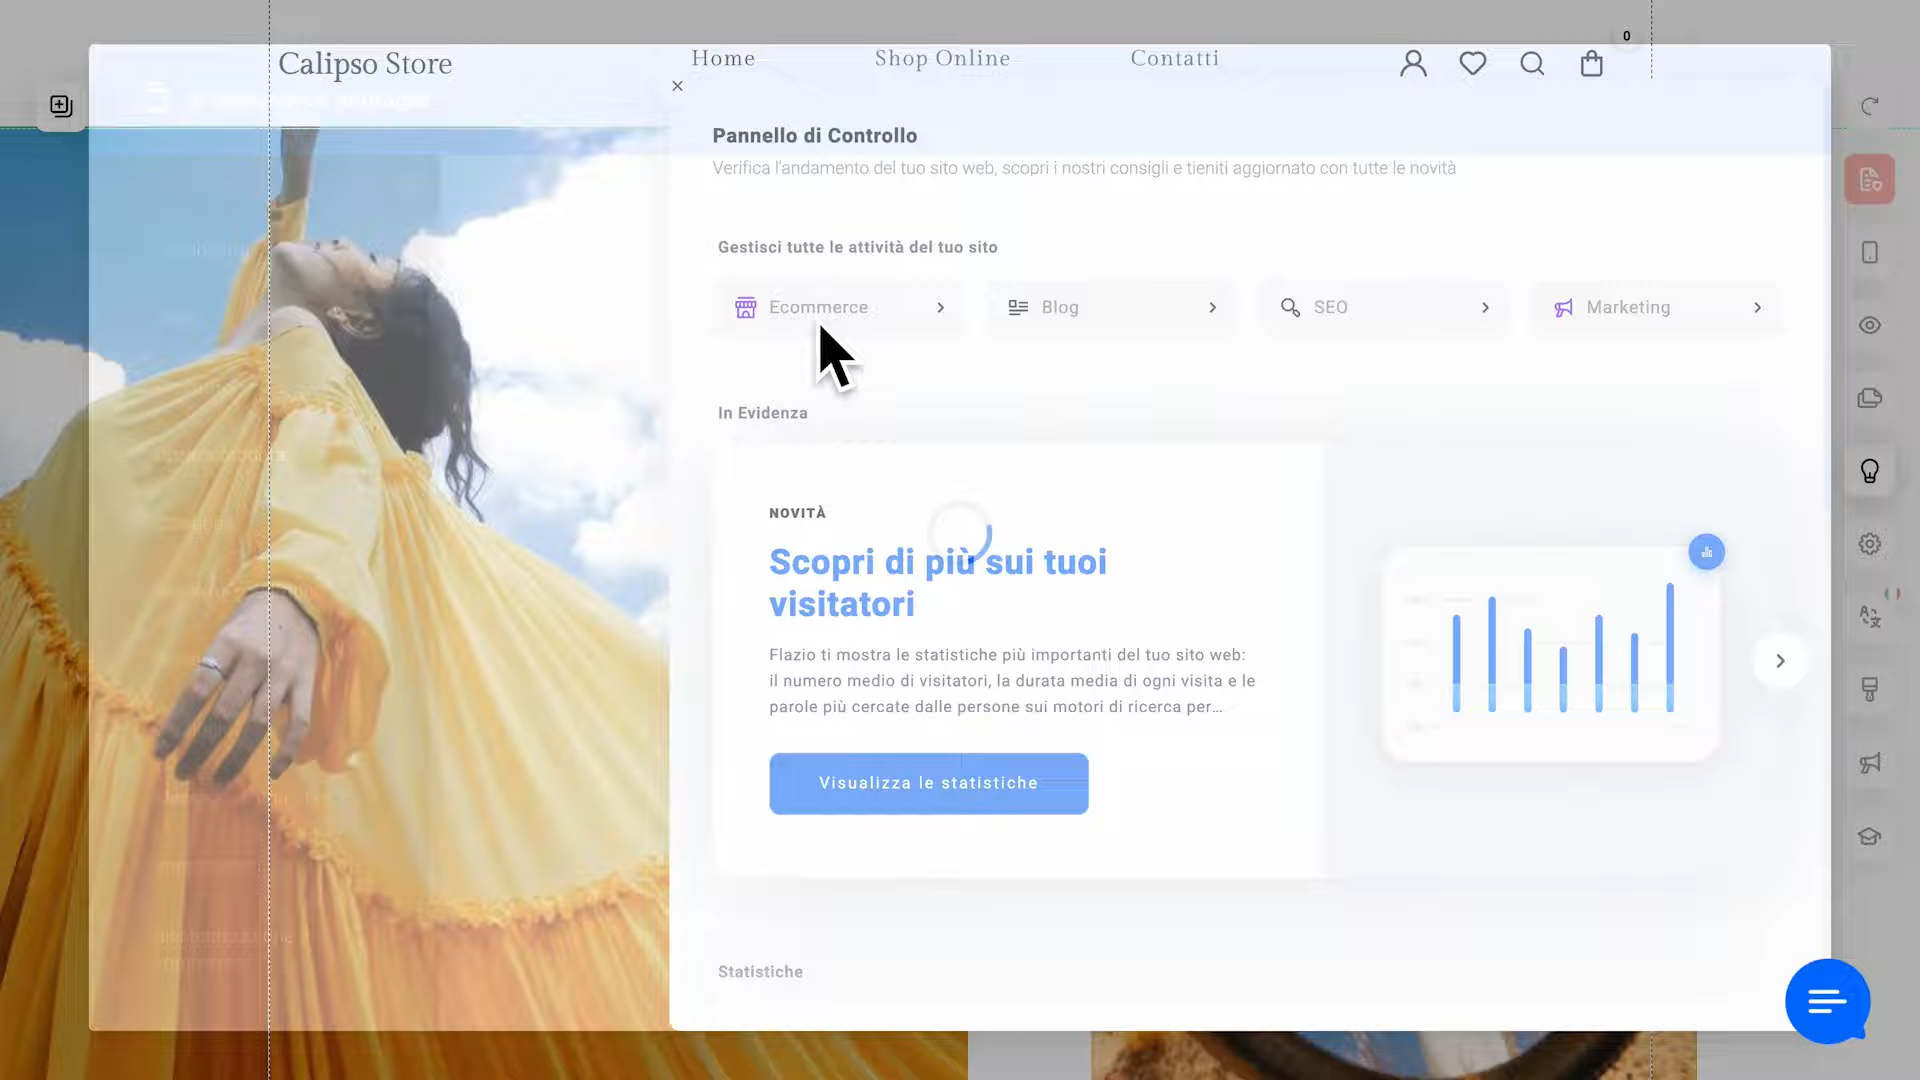 0
Calipso Store
Home
Shop Online
Contatti
Pannello di Controllo
Verifica l'andamento del tuo sito web, scopri i nostri consigli e tieniti aggiornato con tutte le novità
Gestisci tutte le attività del tuo sito
Ecommerce
Blog
SEO
Marketing
In Evidenza
NOVITÀ
Scopri di più sui tuoi
visitatori
Flazio ti mostra le statistiche più importanti del tuo sito web:
il numero medio di visitatori, la durata media di ogni visita e le
parole più cercate dalle persone sui motori di ricerca per…
Visualizza le statistiche
Statistiche